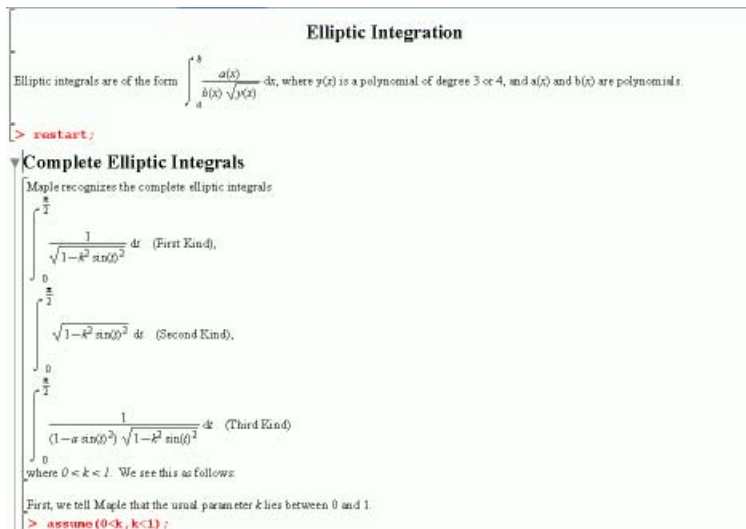 Elliptic Integration
Elliptic integrals are of the form ∫_a^b a(x)/(b(x) √y(x)) dx, where y(x) is a polynomial of degree 3 or 4, and a(x) and b(x) are polynomials.
> restart;
Complete Elliptic Integrals
Maple recognizes the complete elliptic integrals
∫_0^(π/2) 1/√(1−k² sin(t)²) dt (First Kind),
∫_0^(π/2) √(1−k² sin(t)²) dt (Second Kind),
∫_0^(π/2) 1/((1−a sin(t)²) √(1−k² sin(t)²)) dt (Third Kind)
where 0 < k < 1. We see this as follows:
First, we tell Maple that the usual parameter k lies between 0 and 1.
> assume(0<k,k<1);